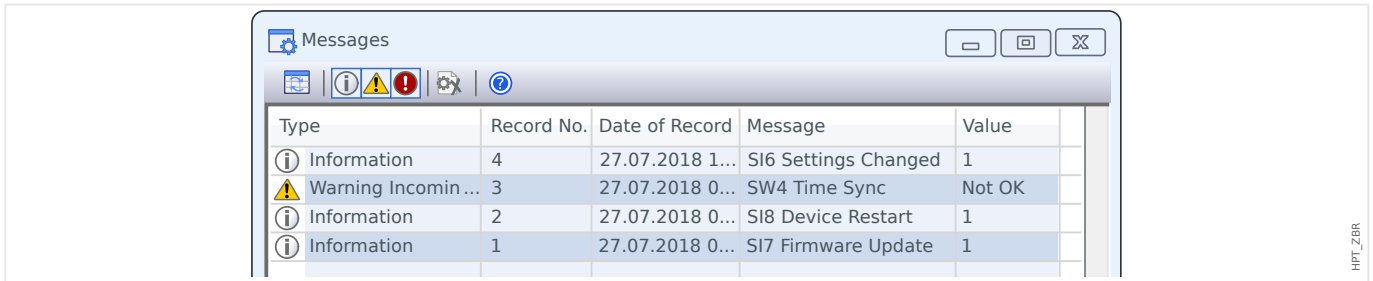 Messages
Type Record No. Date of Record Message Value
Information 4 27.07.2018 1... SI6 Settings Changed 1
Warning Incomin... 3 27.07.2018 0... SW4 Time Sync Not OK
Information 2 27.07.2018 0... SI8 Device Restart 1
Information 1 27.07.2018 0... SI7 Firmware Update 1
HPT_ZBR